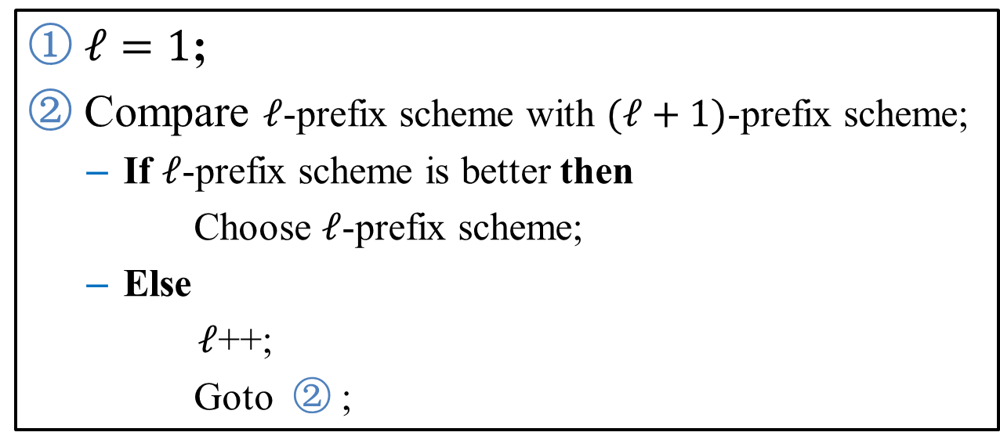 ① ℓ = 1;
② Compare ℓ-prefix scheme with (ℓ + 1)-prefix scheme;
– If ℓ-prefix scheme is better then
Choose ℓ-prefix scheme;
– Else
ℓ++;
Goto ② ;